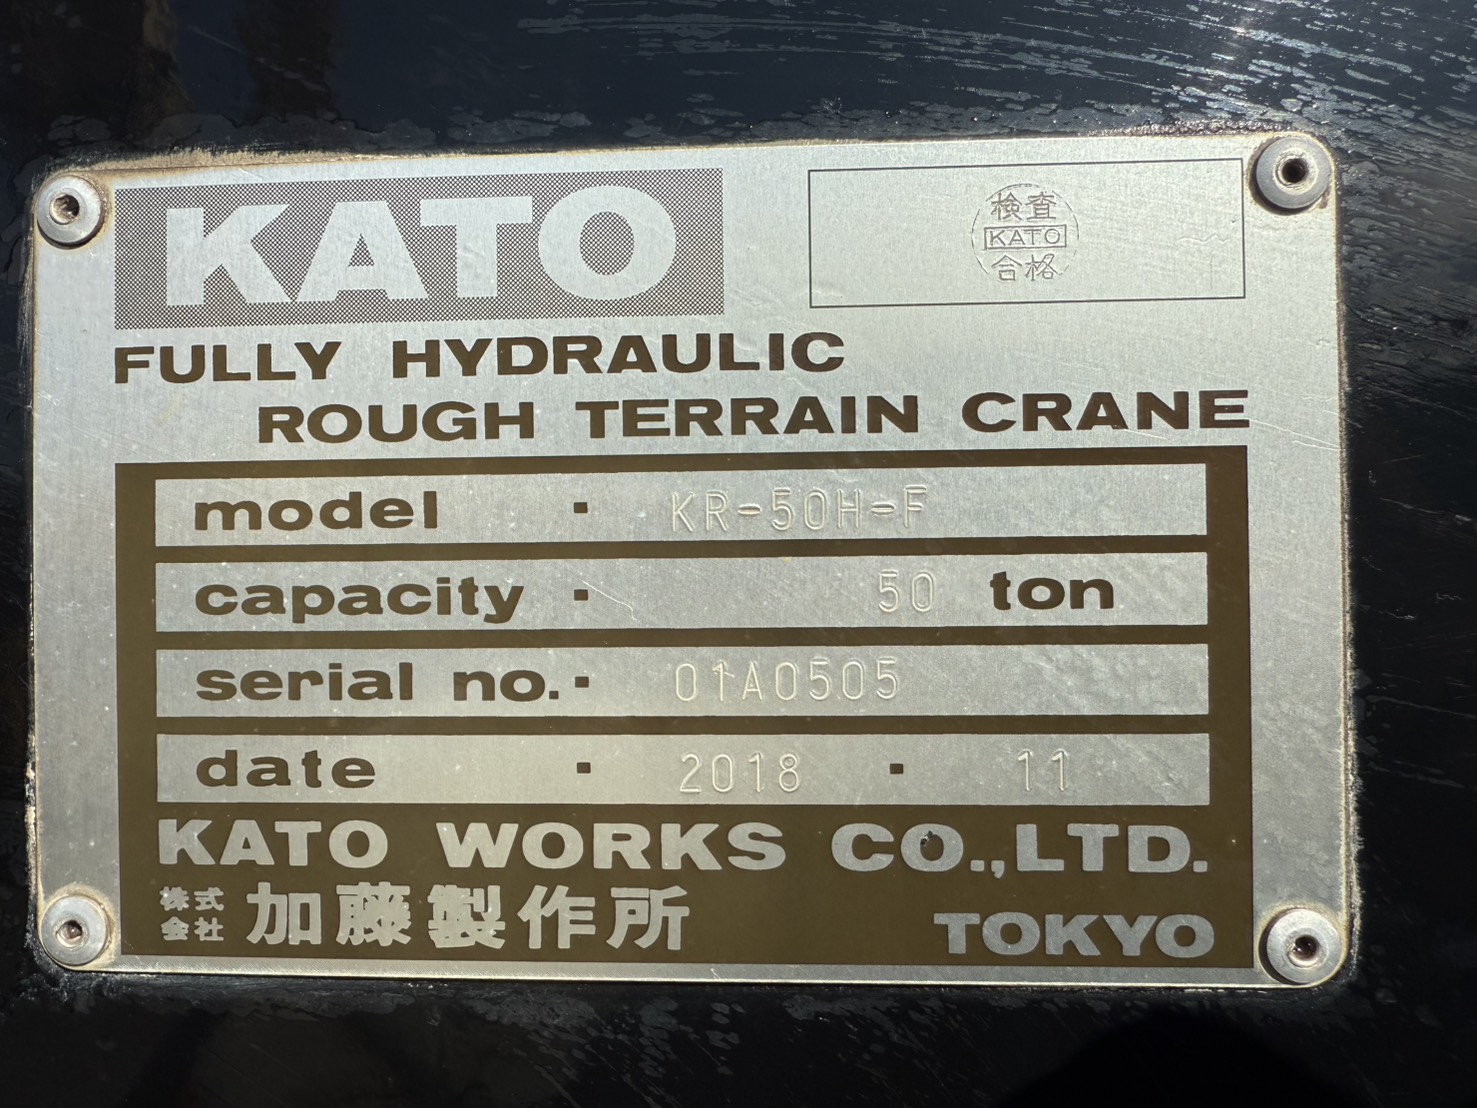 KATO
検査
KATO
合格
FULLY HYDRAULIC
ROUGH TERRAIN CRANE
model · KR-50H-F
capacity · 50 ton
serial no. · 01A0505
date · 2018 · 11
KATO WORKS CO.,LTD.
株式会社 加藤製作所 TOKYO